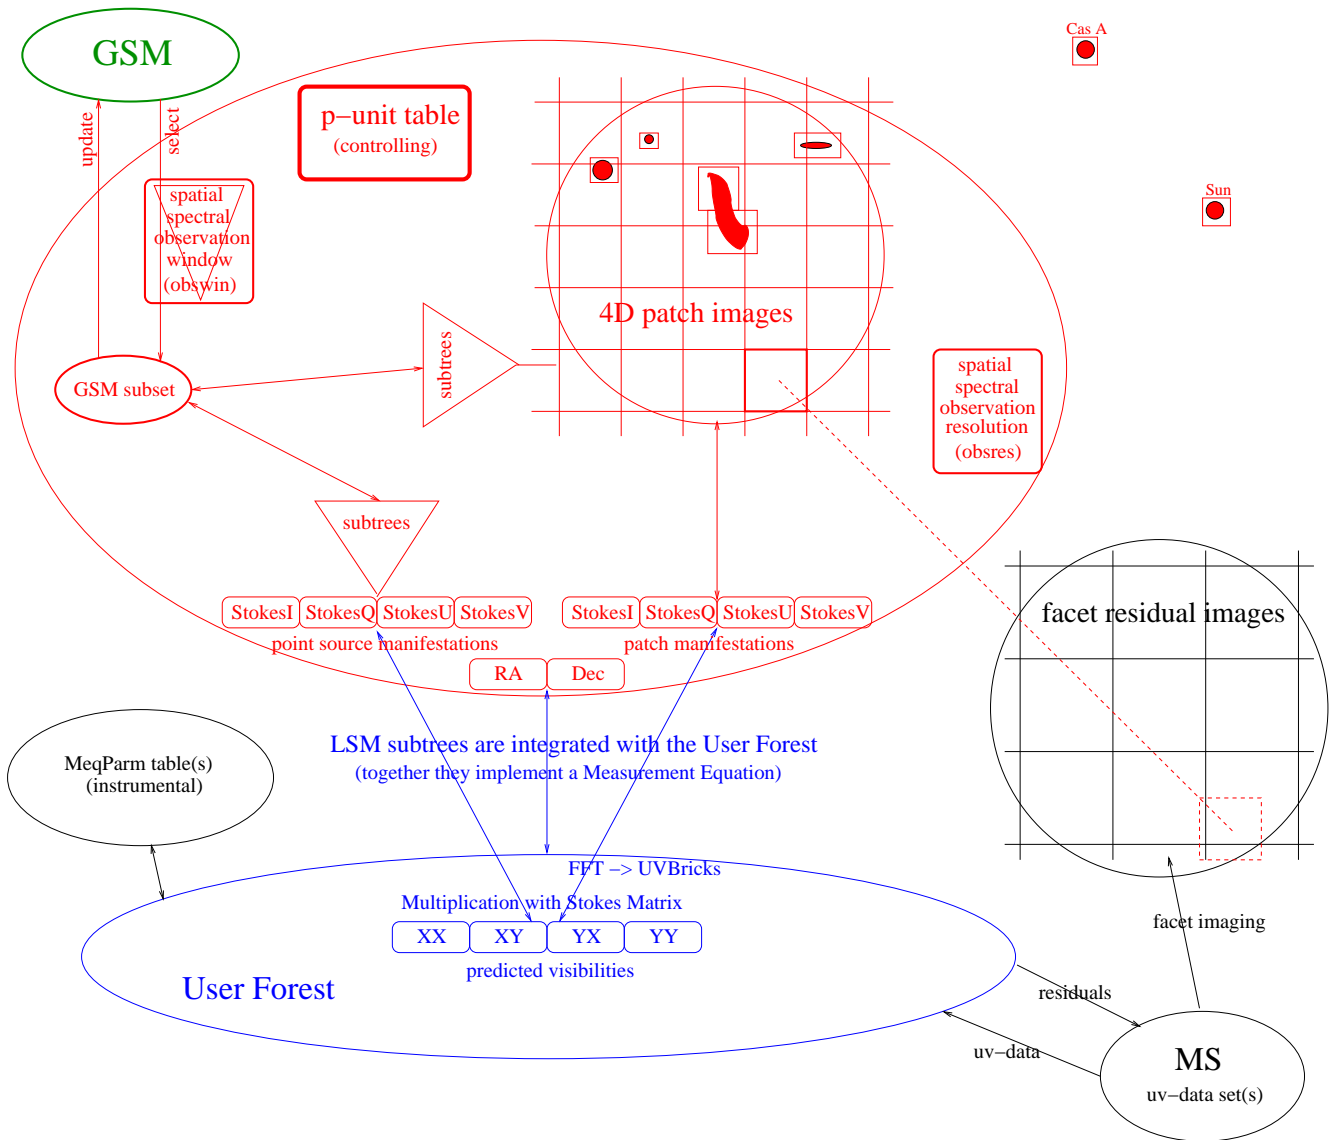 GSM
Cas A
update
select
p−unit table
(controlling)
Sun
spatial
spectral
observation
window
(obswin)
4D patch images
subtrees
GSM subset
spatial
spectral
observation
resolution
(obsres)
subtrees
StokesI StokesQ StokesU StokesV
point source manifestations
StokesI StokesQ StokesU StokesV
patch manifestations
RA Dec
facet residual images
LSM subtrees are integrated with the User Forest
(together they implement a Measurement Equation)
MeqParm table(s)
(instrumental)
FFT −> UVBricks
Multiplication with Stokes Matrix
XX XY YX YY
predicted visibilities
User Forest
facet imaging
residuals
uv−data
MS
uv−data set(s)